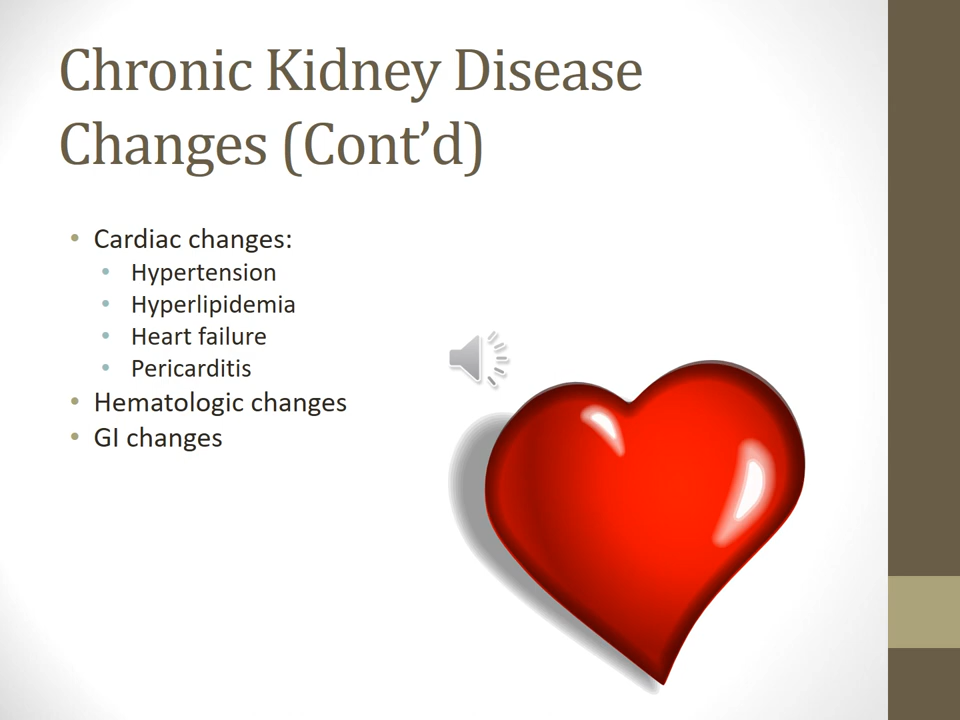 Chronic Kidney Disease
Changes (Cont’d)
• Cardiac changes:
• Hypertension
• Hyperlipidemia
• Heart failure
• Pericarditis
• Hematologic changes
• GI changes